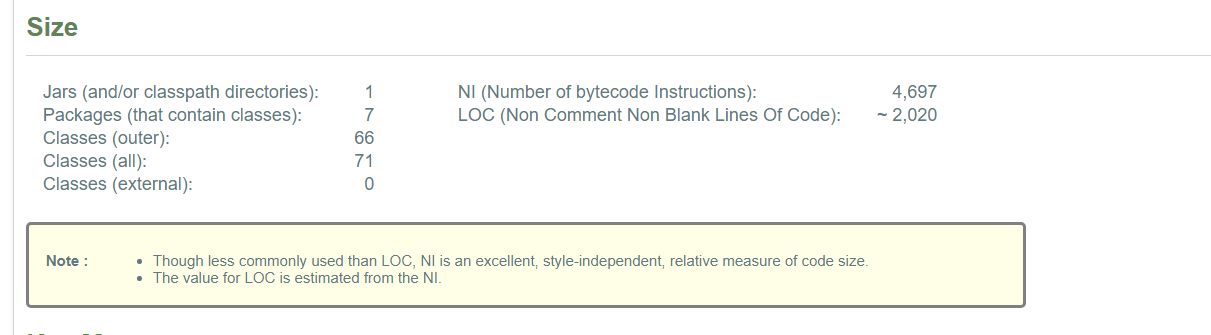 Size
Jars (and/or classpath directories): 1 NI (Number of bytecode Instructions): 4,697
Packages (that contain classes): 7 LOC (Non Comment Non Blank Lines Of Code): ~ 2,020
Classes (outer): 66
Classes (all): 71
Classes (external): 0
Note : • Though less commonly used than LOC, NI is an excellent, style-independent, relative measure of code size.
• The value for LOC is estimated from the NI.